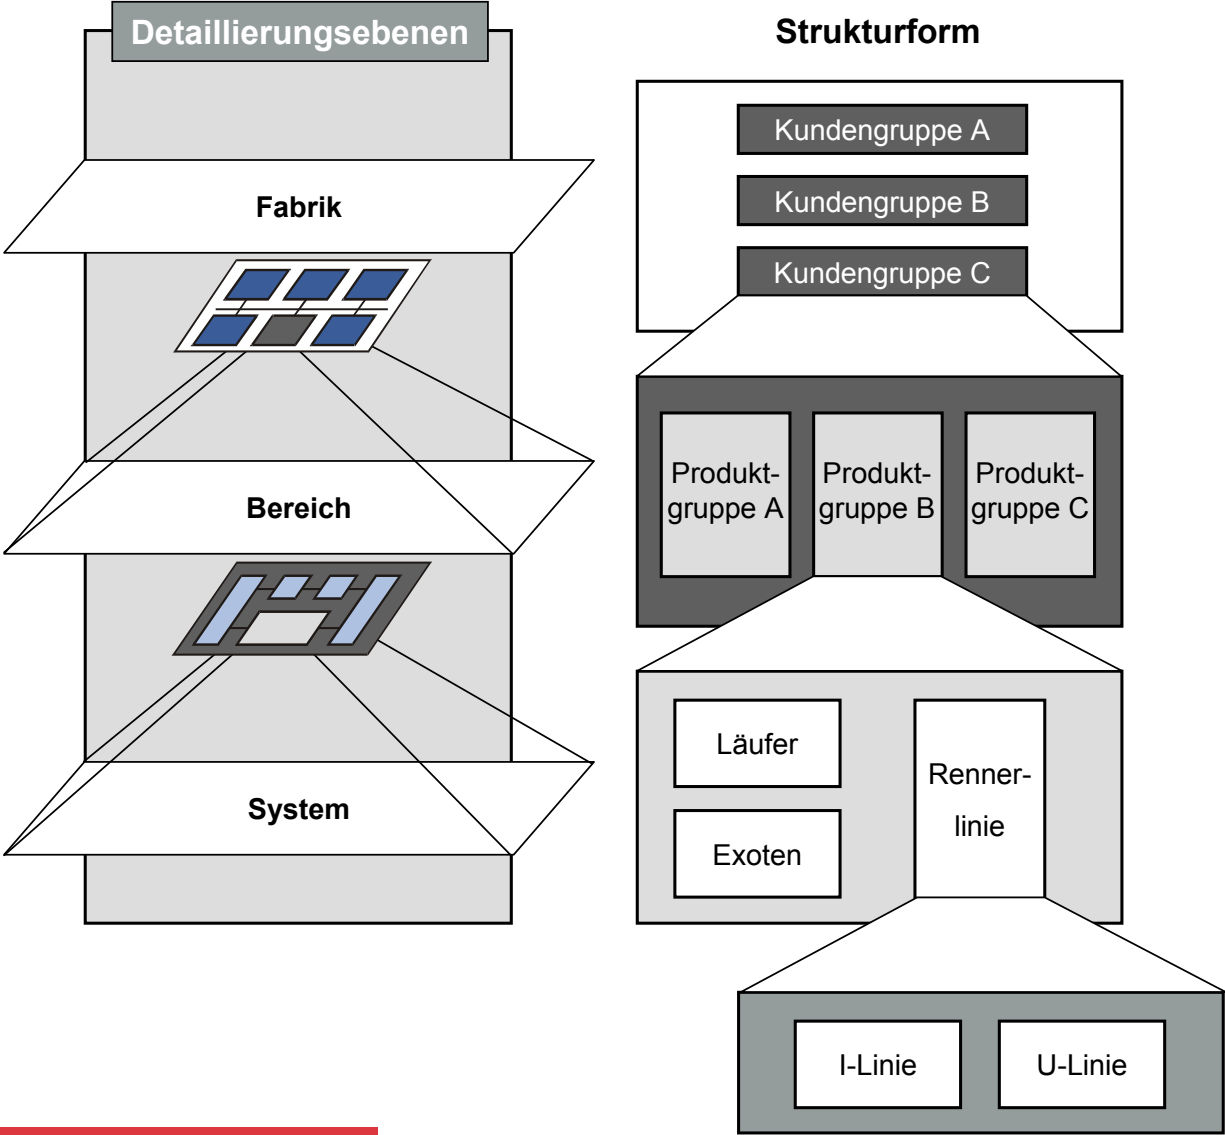 Detaillierungsebenen
Fabrik
Bereich
System
Strukturform
Kundengruppe A
Kundengruppe B
Kundengruppe C
Produkt-
gruppe A
Produkt-
gruppe B
Produkt-
gruppe C
Läufer
Exoten
Renner-
linie
I-Linie
U-Linie